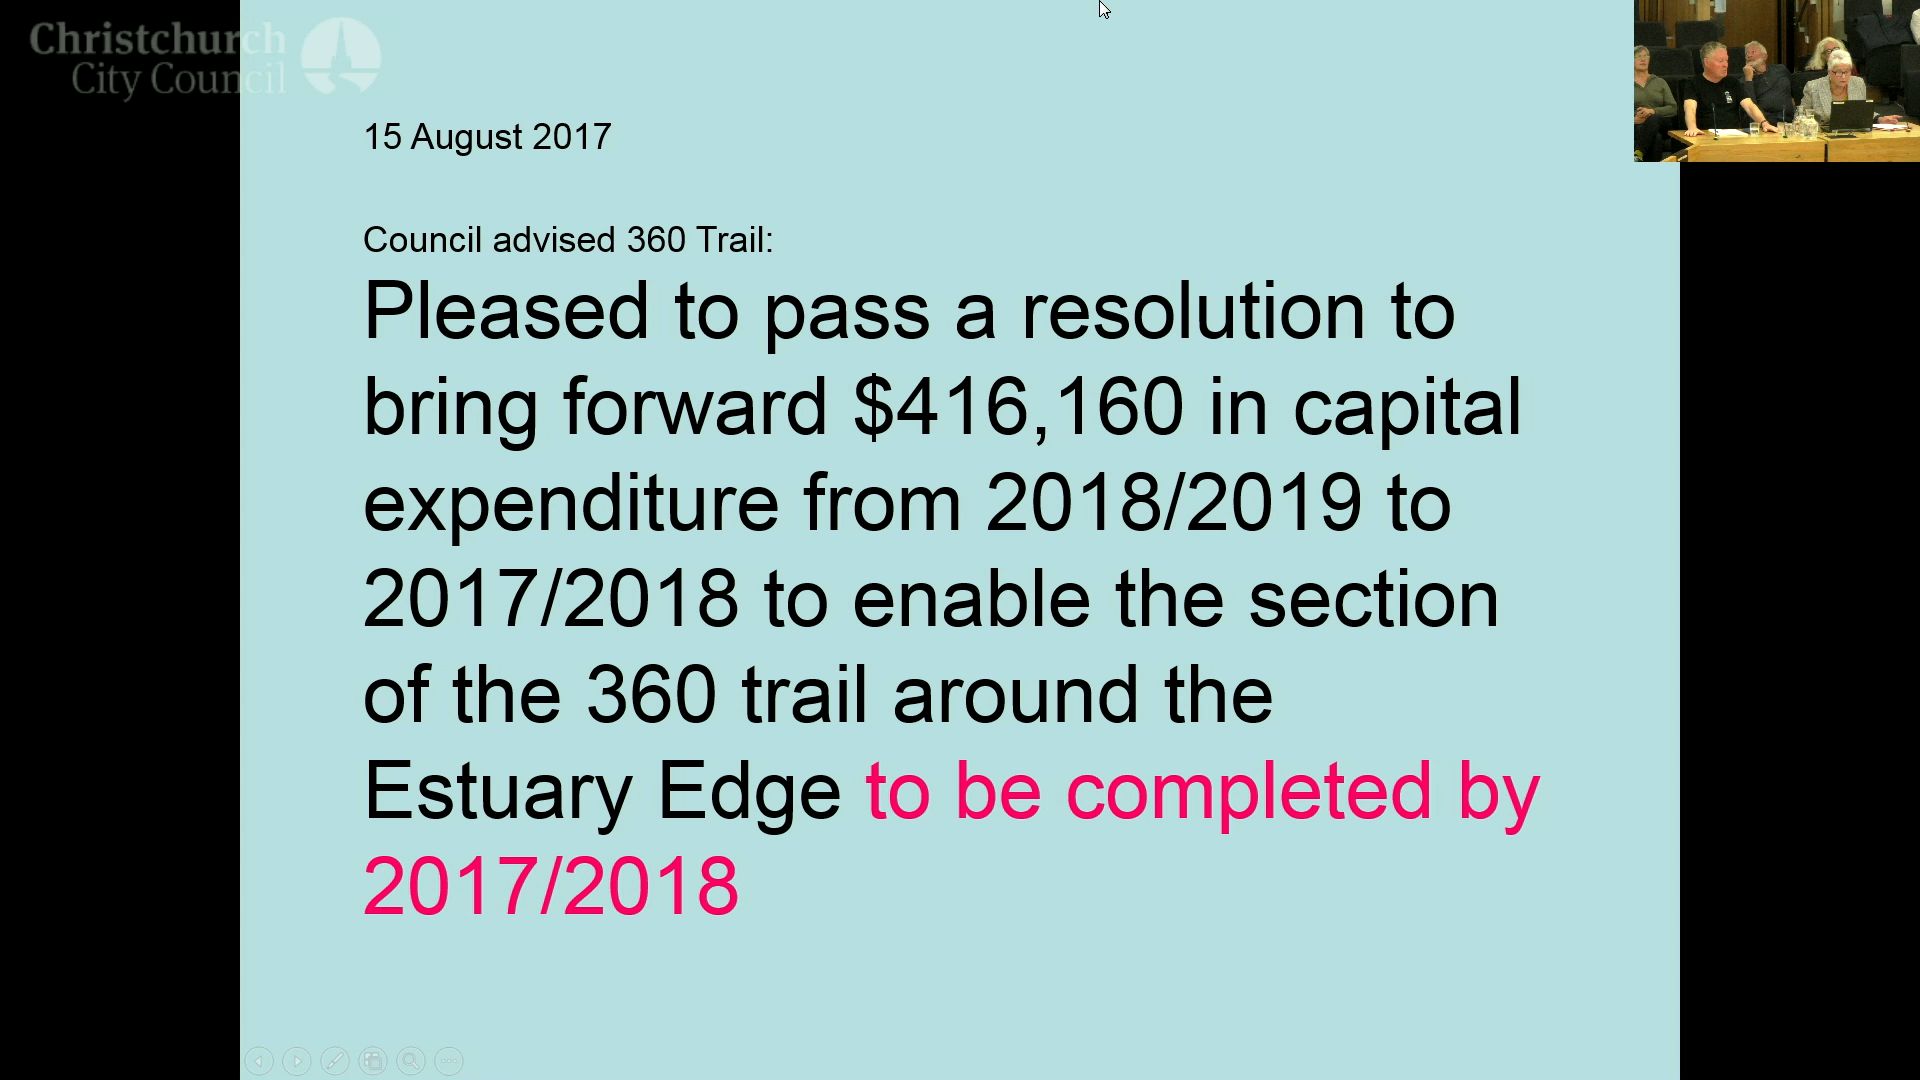 Christchurch
City Council
15 August 2017
Council advised 360 Trail:
Pleased to pass a resolution to
bring forward $416,160 in capital
expenditure from 2018/2019 to
2017/2018 to enable the section
of the 360 trail around the
Estuary Edge to be completed by
2017/2018